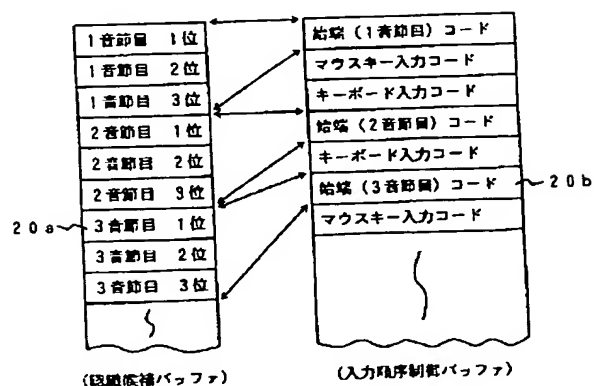 1音節目 1位
1音節目 2位
1音節目 3位
2音節目 1位
2音節目 2位
2音節目 3位
20a
3音節目 1位
3音節目 2位
3音節目 3位
(認識候補バッファ)
始端(1音節目)コード
マウスキー入力コード
キーボード入力コード
始端(2音節目)コード
キーボード入力コード
始端(3音節目)コード
20b
マウスキー入力コード
(入力順序制御バッファ)